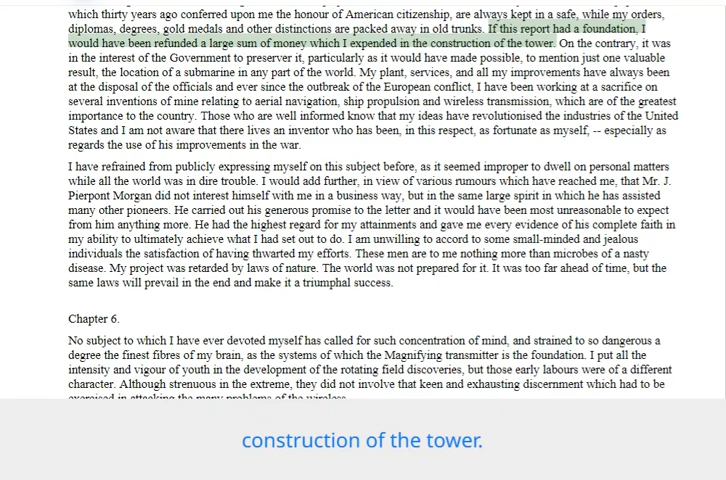 which thirty years ago conferred upon me the honour of American citizenship, are always kept in a safe, while my orders,
diplomas, degrees, gold medals and other distinctions are packed away in old trunks. If this report had a foundation, I
would have been refunded a large sum of money which I expended in the construction of the tower. On the contrary, it was
in the interest of the Government to preserve it, particularly as it would have made possible, to mention just one valuable
result, the location of a submarine in any part of the world. My plant, services, and all my improvements have always been
at the disposal of the officials and ever since the outbreak of the European conflict, I have been working at a sacrifice on
several inventions of mine relating to aerial navigation, ship propulsion and wireless transmission, which are of the greatest
importance to the country. Those who are well informed know that my ideas have revolutionised the industries of the United
States and I am not aware that there lives an inventor who has been, in this respect, as fortunate as myself, -- especially as
regards the use of his improvements in the war.
I have refrained from publicly expressing myself on this subject before, as it seemed improper to dwell on personal matters
while all the world was in dire trouble. I would add further, in view of various rumours which have reached me, that Mr. J.
Pierpont Morgan did not interest himself with me in a business way, but in the same large spirit in which he has assisted
many other pioneers. He carried out his generous promise to the letter and it would have been most unreasonable to expect
from him anything more. He had the highest regard for my attainments and gave me every evidence of his complete faith in
my ability to ultimately achieve what I had set out to do. I am unwilling to accord to some small-minded and jealous
individuals the satisfaction of having thwarted my efforts. These men are to me nothing more than microbes of a nasty
disease. My project was retarded by laws of nature. The world was not prepared for it. It was too far ahead of time, but the
same laws will prevail in the end and make it a triumphal success.
Chapter 6.
No subject to which I have ever devoted myself has called for such concentration of mind, and strained to so dangerous a
degree the finest fibres of my brain, as the systems of which the Magnifying transmitter is the foundation. I put all the
intensity and vigour of youth in the development of the rotating field discoveries, but those early labours were of a different
character. Although strenuous in the extreme, they did not involve that keen and exhausting discernment which had to be
exercised in attacking the many problems of the wireless.
construction of the tower.